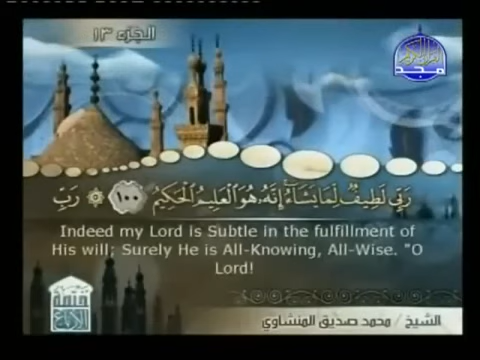 الجزء ١٣
مجد
رَبِّي لَطِيفٌ لِّمَا يَشَاءُ إِنَّهُ هُوَ الْعَلِيمُ الْحَكِيمُ ١٠٠ رَبِّ
Indeed my Lord is Subtle in the fulfillment of
His will; Surely He is All-Knowing, All-Wise. "O
Lord!
الشيخ / محمد صديق المنشاوي